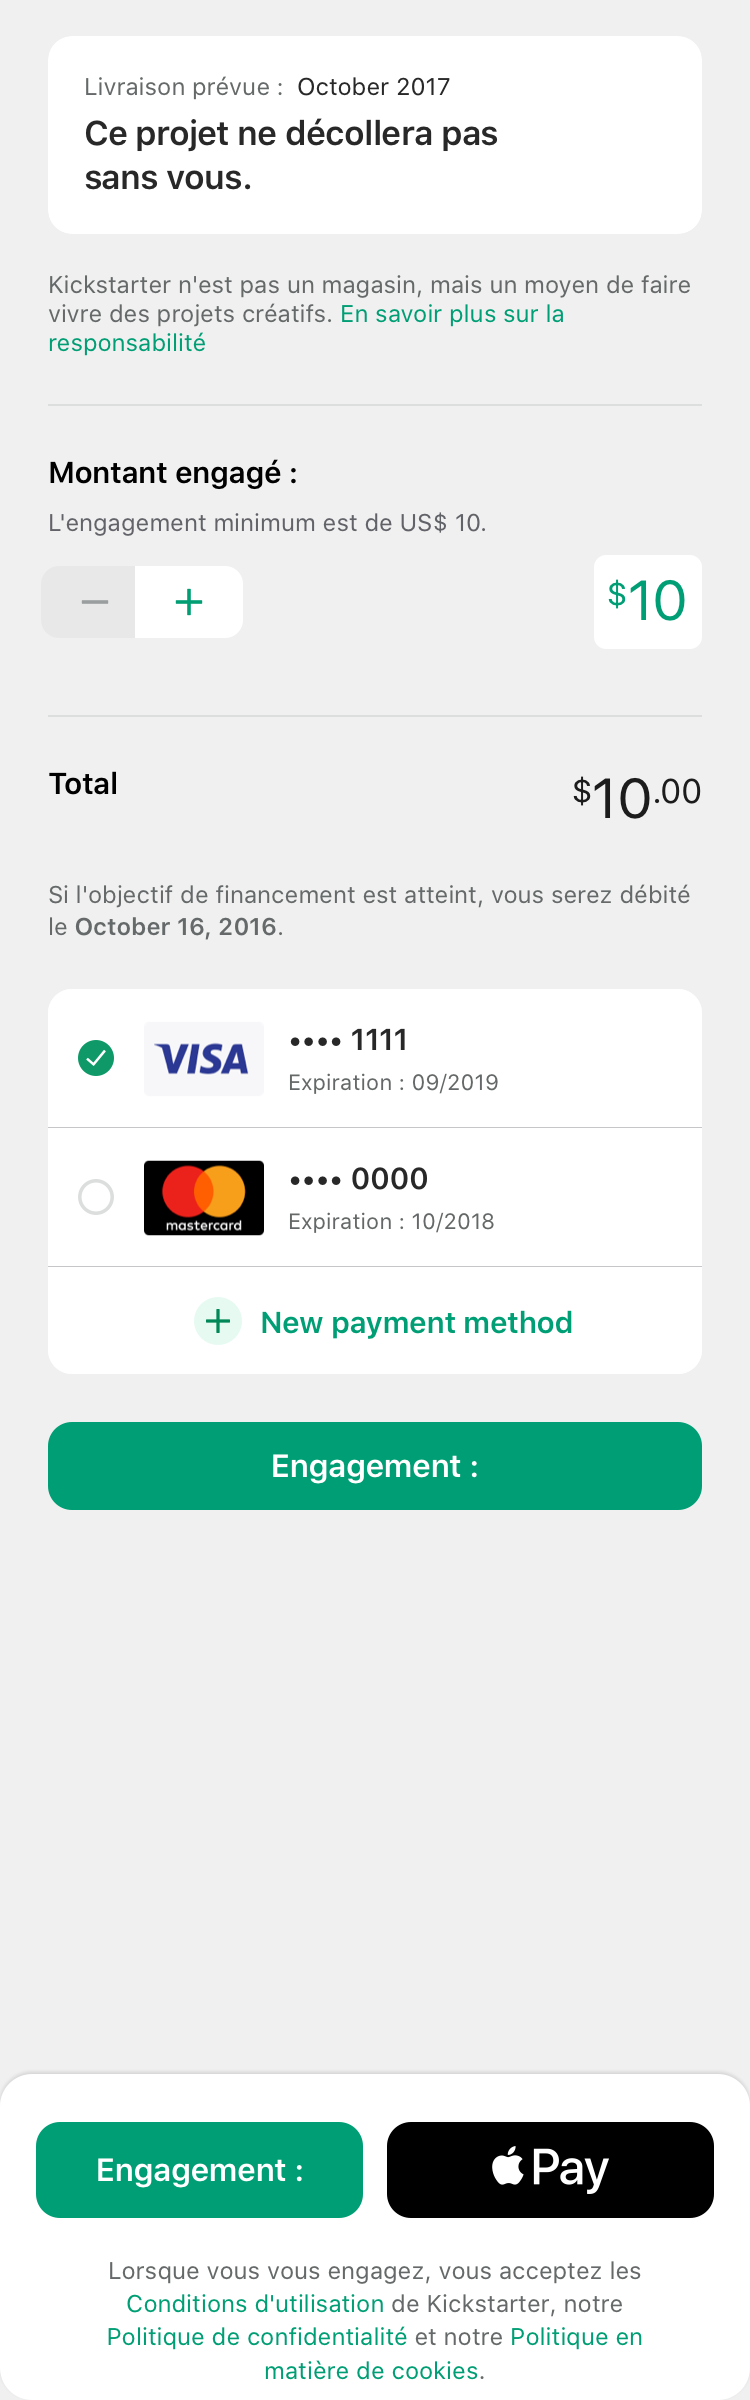 Livraison prévue : October 2017
Ce projet ne décollera pas
sans vous.
Kickstarter n'est pas un magasin, mais un moyen de faire
vivre des projets créatifs. En savoir plus sur la
responsabilité
Montant engagé :
L'engagement minimum est de US$ 10.
− + $10
Total $10.00
Si l'objectif de financement est atteint, vous serez débité
le October 16, 2016.
VISA •••• 1111
Expiration : 09/2019
•••• 0000
mastercard Expiration : 10/2018
+ New payment method
Engagement :
Engagement : Pay
Lorsque vous vous engagez, vous acceptez les
Conditions d'utilisation de Kickstarter, notre
Politique de confidentialité et notre Politique en
matière de cookies.